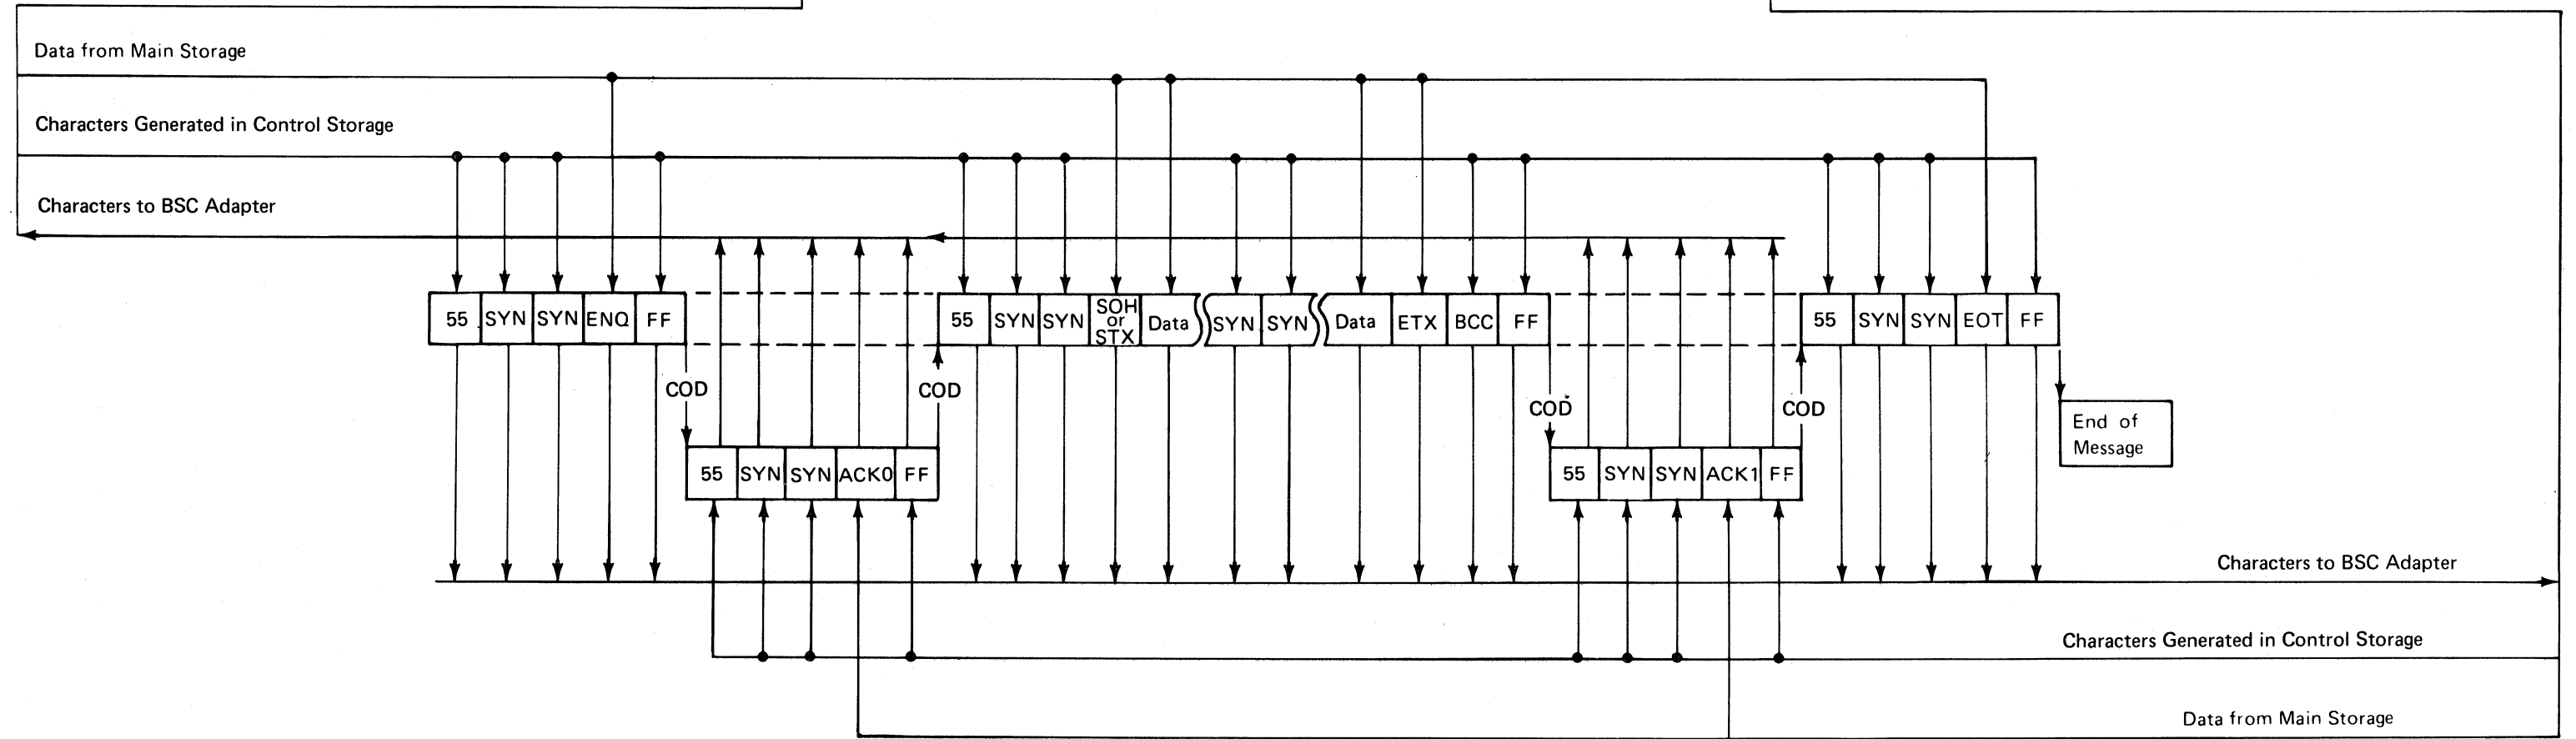 Data from Main Storage
Characters Generated in Control Storage
Characters to BSC Adapter
55 SYN SYN ENQ FF
55 SYN SYN SOH or STX Data SYN SYN Data ETX BCC FF
55 SYN SYN EOT FF
COD
COD
COD
COD
End of
Message
55 SYN SYN ACK0 FF
55 SYN SYN ACK1 FF
Characters to BSC Adapter
Characters Generated in Control Storage
Data from Main Storage